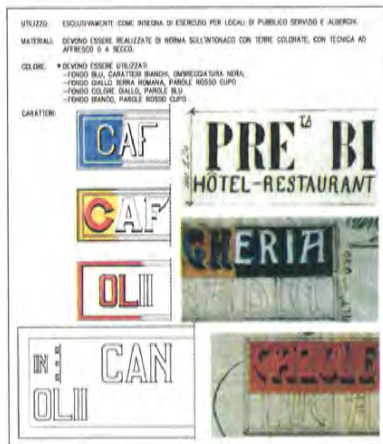 UTILIZZO: ESCLUSIVAMENTE COME INSEGNA DI ESERCIZIO PER LOCALI DI PUBBLICO SERVIZIO E ALBERGHI.
MATERIALI: DEVONO ESSERE REALIZZATE DI NORMA SULL'INTONACO CON TERRE COLORATE, CON TECNICA AD
AFFRESCO O A SECCO.
COLORE: • DEVONO ESSERE UTILIZZATI:
-FONDO BLU, CARATTERI BIANCHI, OMBREGGIATURA NERA;
-FONDO GIALLO TERRA ROMANA, PAROLE ROSSO CUPO
-FONDO COLORE GIALLO, PAROLE BLU
-FONDO BIANCO, PAROLE ROSSO CUPO
CARATTERI:
CAF
PRE TA BI
HÔTEL-RESTAURANT
CAF
GHERIA
OLII
IN
CAN
OLII